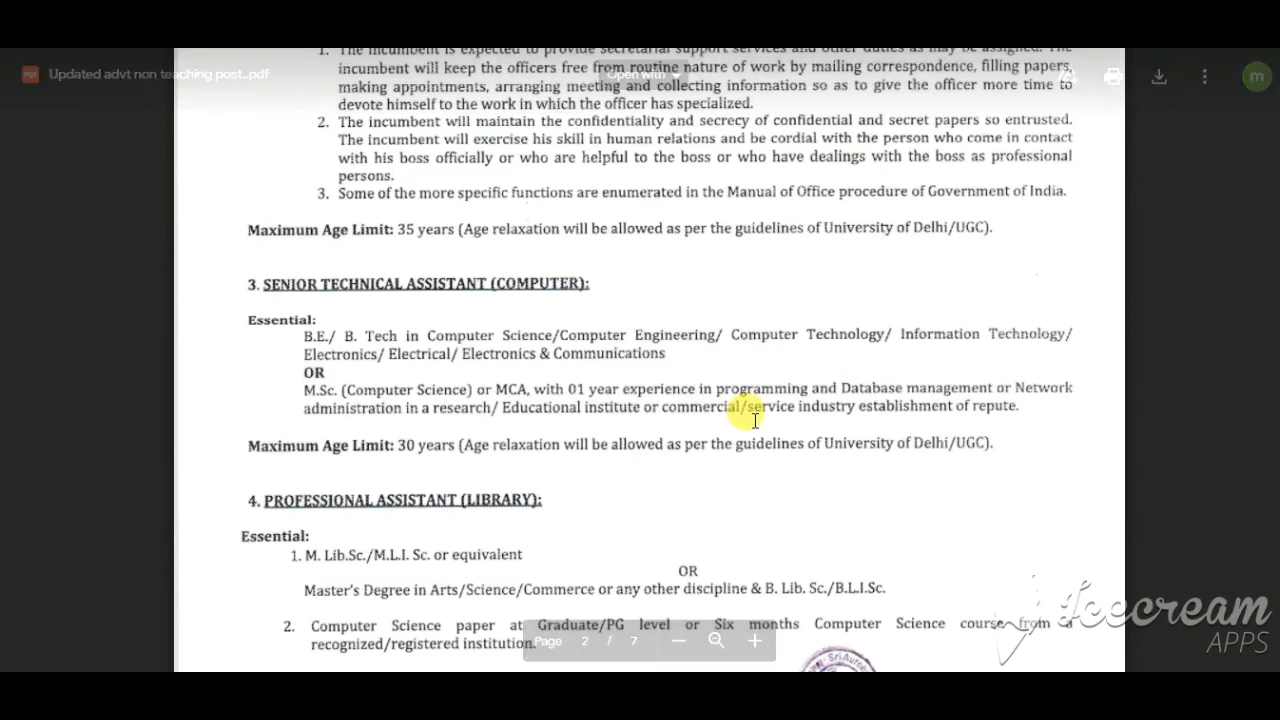 1. The incumbent is expected to provide secretarial support services and other duties as may be assigned. The
Updated advt non teaching post..pdf
Open with
m
incumbent will keep the officers free from routine nature of work by mailing correspondence, filling papers,
making appointments, arranging meeting and collecting information so as to give the officer more time to
devote himself to the work in which the officer has specialized.
2. The incumbent will maintain the confidentiality and secrecy of confidential and secret papers so entrusted.
The incumbent will exercise his skill in human relations and be cordial with the person who come in contact
with his boss officially or who are helpful to the boss or who have dealings with the boss as professional
persons.
3. Some of the more specific functions are enumerated in the Manual of Office procedure of Government of India.
Maximum Age Limit: 35 years (Age relaxation will be allowed as per the guidelines of University of Delhi/UGC).
3. SENIOR TECHNICAL ASSISTANT (COMPUTER):
Essential:
B.E./ B. Tech in Computer Science/Computer Engineering/ Computer Technology/ Information Technology/
Electronics/ Electrical/ Electronics & Communications
OR
M.Sc. (Computer Science) or MCA, with 01 year experience in programming and Database management or Network
administration in a research/ Educational institute or commercial/service industry establishment of repute.
Maximum Age Limit: 30 years (Age relaxation will be allowed as per the guidelines of University of Delhi/UGC).
4. PROFESSIONAL ASSISTANT (LIBRARY):
Essential:
1. M. Lib.Sc./M.L.I. Sc. or equivalent
OR
Master's Degree in Arts/Science/Commerce or any other discipline & B. Lib. Sc./B.L.I.Sc.
2. Computer Science paper at Graduate/PG level or Six months Computer Science course from a
recognized/registered institution.
Page 2 / 7
Icecream
APPS